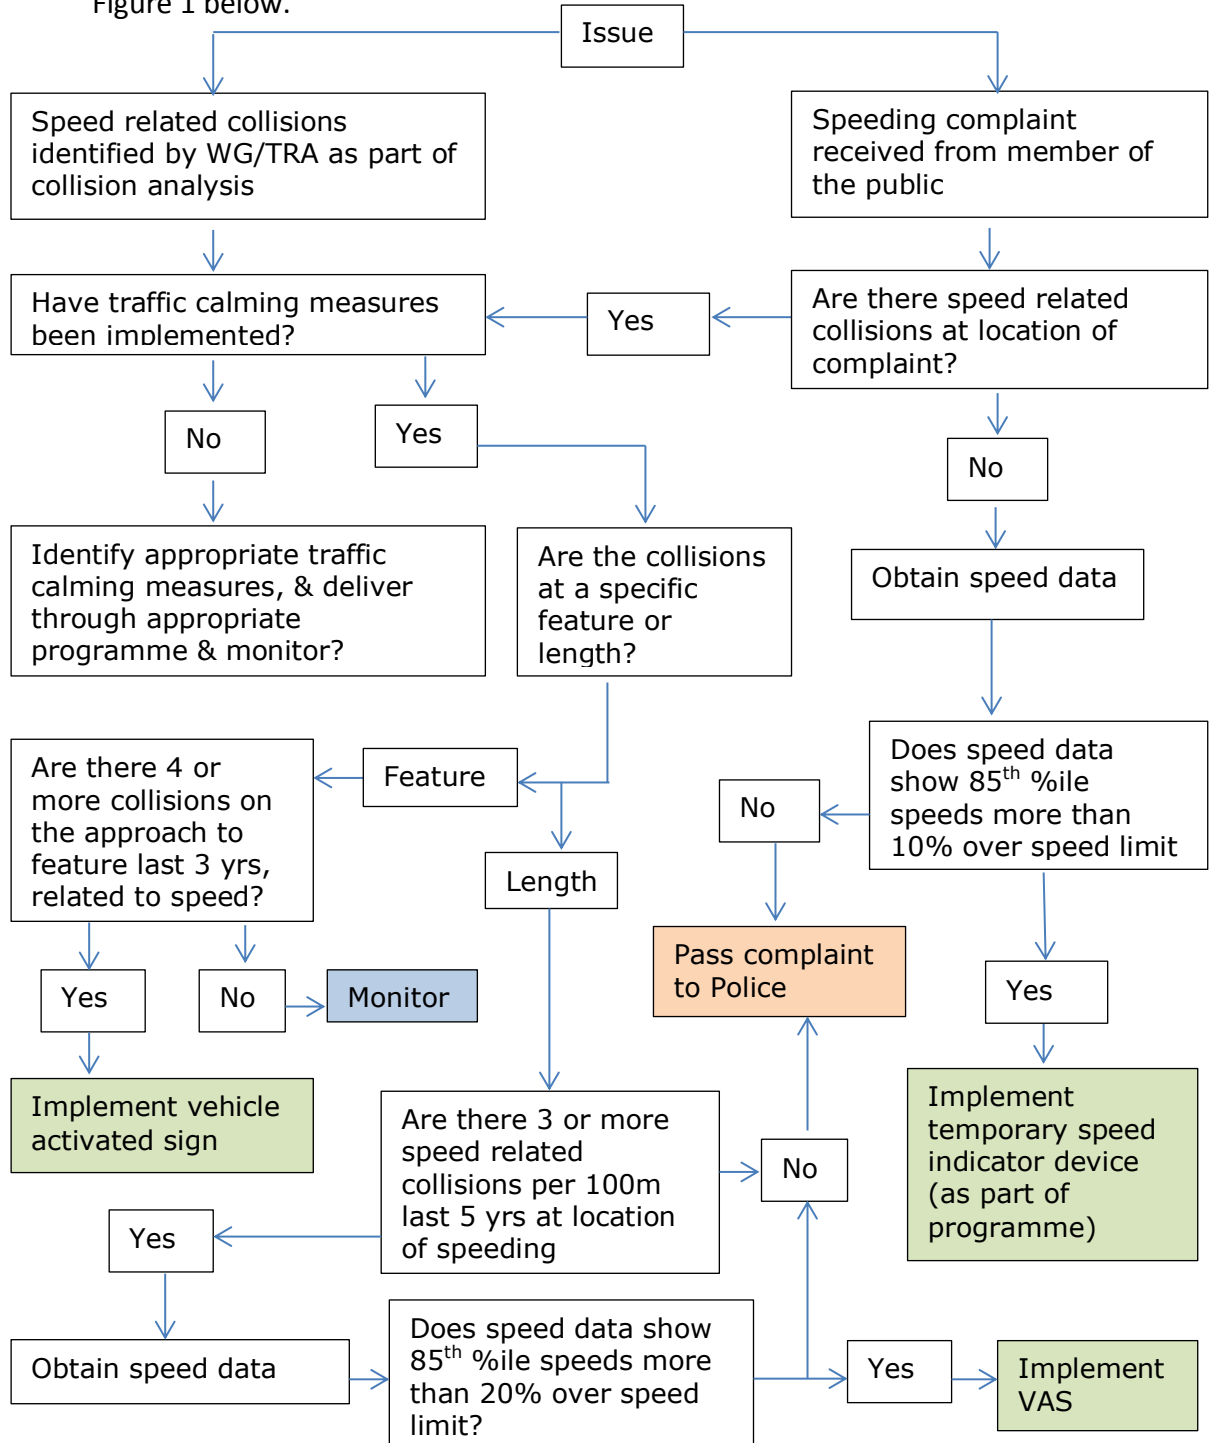 Figure 1 below.
Issue
Speed related collisions
identified by WG/TRA as part of
collision analysis
Speeding complaint
received from member of
the public
Have traffic calming measures
been implemented?
Yes
Are there speed related
collisions at location of
complaint?
No
Yes
No
Identify appropriate traffic
calming measures, & deliver
through appropriate
programme & monitor?
Are the collisions
at a specific
feature or
length?
Obtain speed data
Are there 4 or
more collisions on
the approach to
feature last 3 yrs,
related to speed?
Feature
Length
No
Does speed data
show 85th %ile
speeds more than
10% over speed limit
Yes
No
Monitor
Pass complaint
to Police
Yes
Implement vehicle
activated sign
Are there 3 or more
speed related
collisions per 100m
last 5 yrs at location
of speeding
No
Implement
temporary speed
indicator device
(as part of
programme)
Yes
Obtain speed data
Does speed data show
85th %ile speeds more
than 20% over speed
limit?
Yes
Implement
VAS